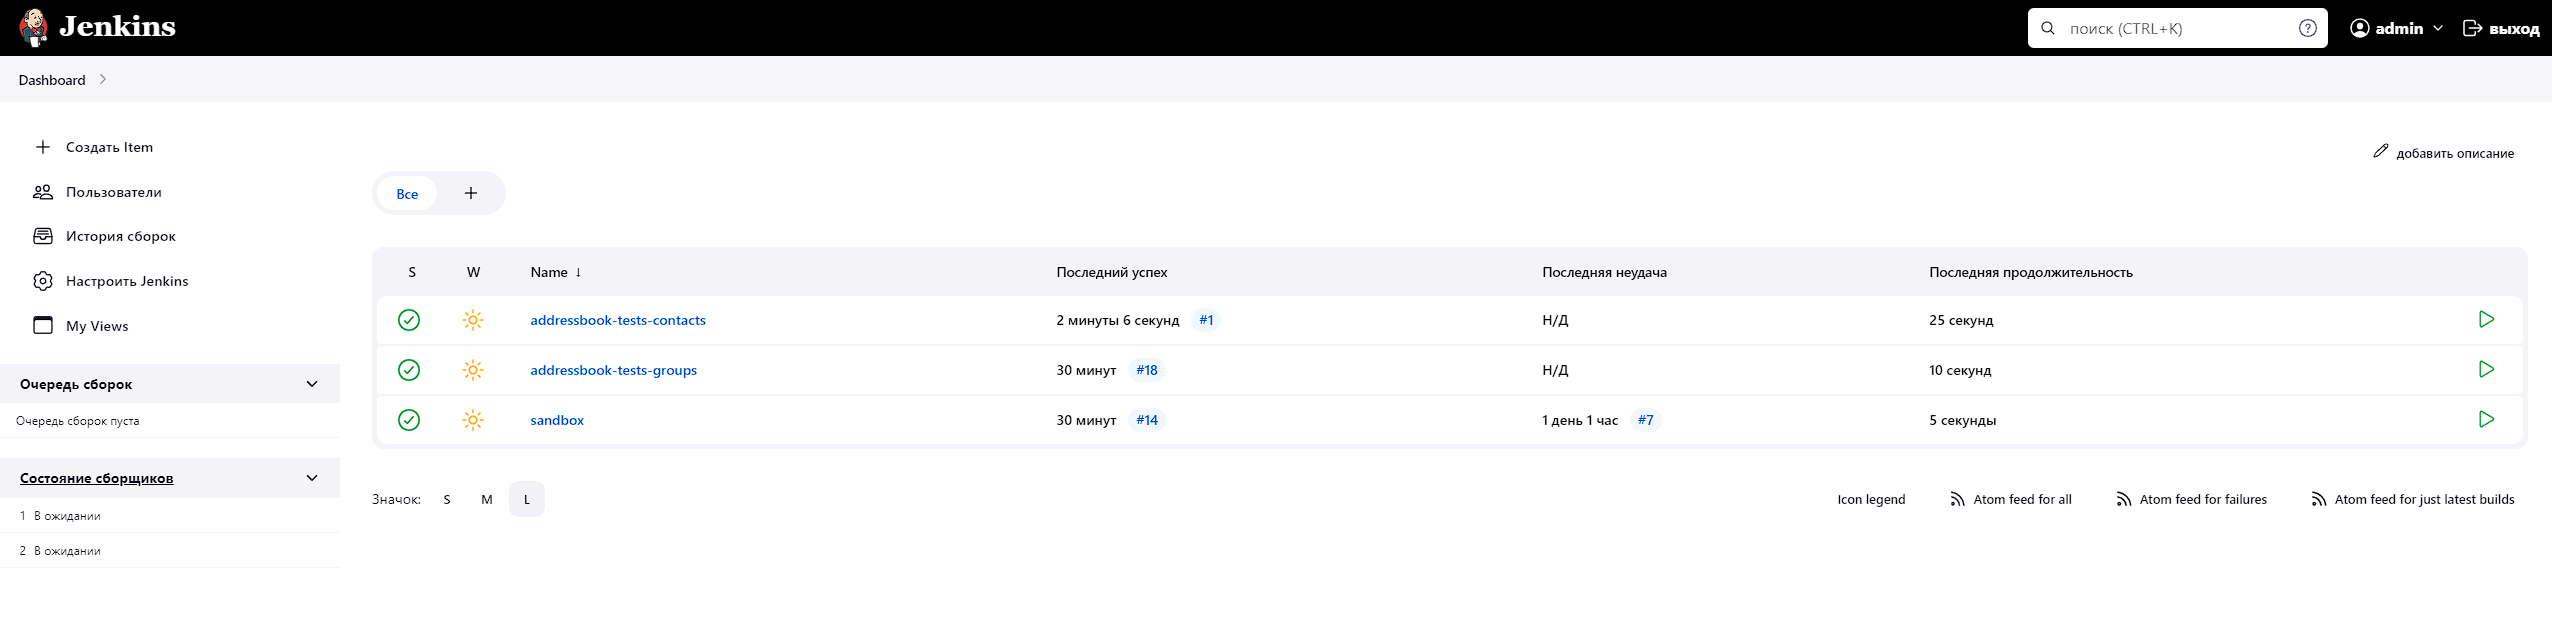 Jenkins
поиск (CTRL+K)
admin
выход
Dashboard
Создать Item
Пользователи
История сборок
Настроить Jenkins
My Views
Очередь сборок
Очередь сборок пуста
Состояние сборщиков
1 В ожидании
2 В ожидании
добавить описание
Все +
S W Name ↓ Последний успех Последняя неудача Последняя продолжительность
addressbook-tests-contacts 2 минуты 6 секунд #1 Н/Д 25 секунд
addressbook-tests-groups 30 минут #18 Н/Д 10 секунд
sandbox 30 минут #14 1 день 1 час #7 5 секунды
Значок: S M L
Icon legend Atom feed for all Atom feed for failures Atom feed for just latest builds